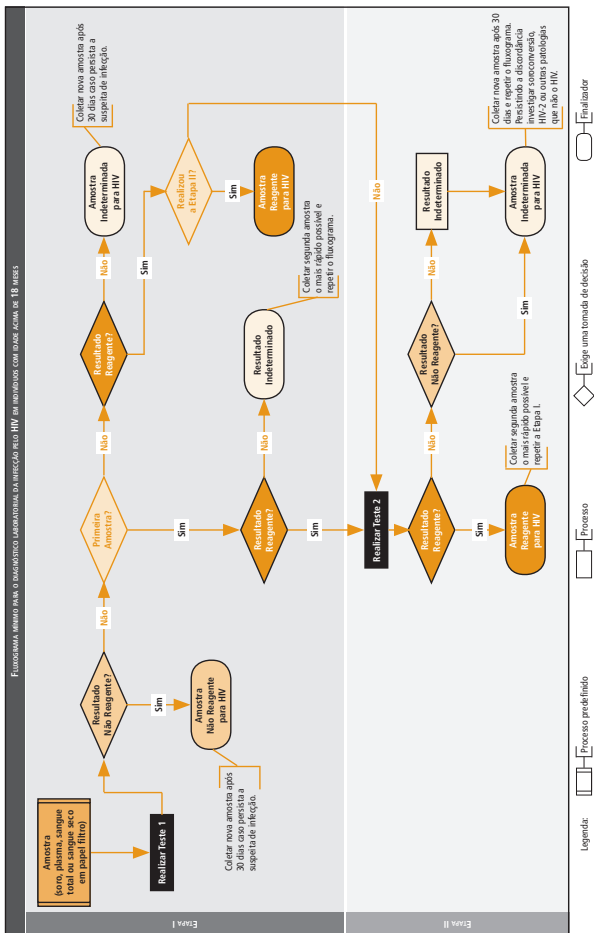 FLUXOGRAMA MÍNIMO PARA O DIAGNÓSTICO LABORATORIAL DA INFECÇÃO PELO HIV EM INDIVÍDUOS COM IDADE ACIMA DE 18 MESES
ETAPA I
Amostra
(soro, plasma, sangue
total ou sangue seco
em papel filtro)
Realizar Teste 1
Resultado
Não Reagente?
Sim
Amostra
Não Reagente
para HIV
Coletar nova amostra após
30 dias caso persista a
suspeita de infecção.
Não
Primeira
Amostra?
Sim
Não
Resultado
Reagente?
Não
Resultado
Indeterminado
Coletar segunda amostra
o mais rápido possível e
repetir o fluxograma.
Sim
Resultado
Reagente?
Não
Amostra
Indeterminada
para HIV
Coletar nova amostra após
30 dias caso persista a
suspeita de infecção.
Sim
Realizou
a Etapa II?
Sim
Amostra
Reagente
para HIV
Não
ETAPA II
Realizar Teste 2
Resultado
Reagente?
Sim
Amostra
Reagente
para HIV
Coletar segunda amostra
o mais rápido possível e
repetir a Etapa I.
Não
Resultado
Não Reagente?
Não
Resultado
Indeterminado
Sim
Amostra
Indeterminada
para HIV
Coletar nova amostra após 30
dias e repetir o fluxograma.
Persistindo a discordância
investigar soroconversão,
HIV-2 ou outras patologias
que não o HIV.
Legenda:
Processo predefinido
Processo
Exige uma tomada de decisão
Finalizador